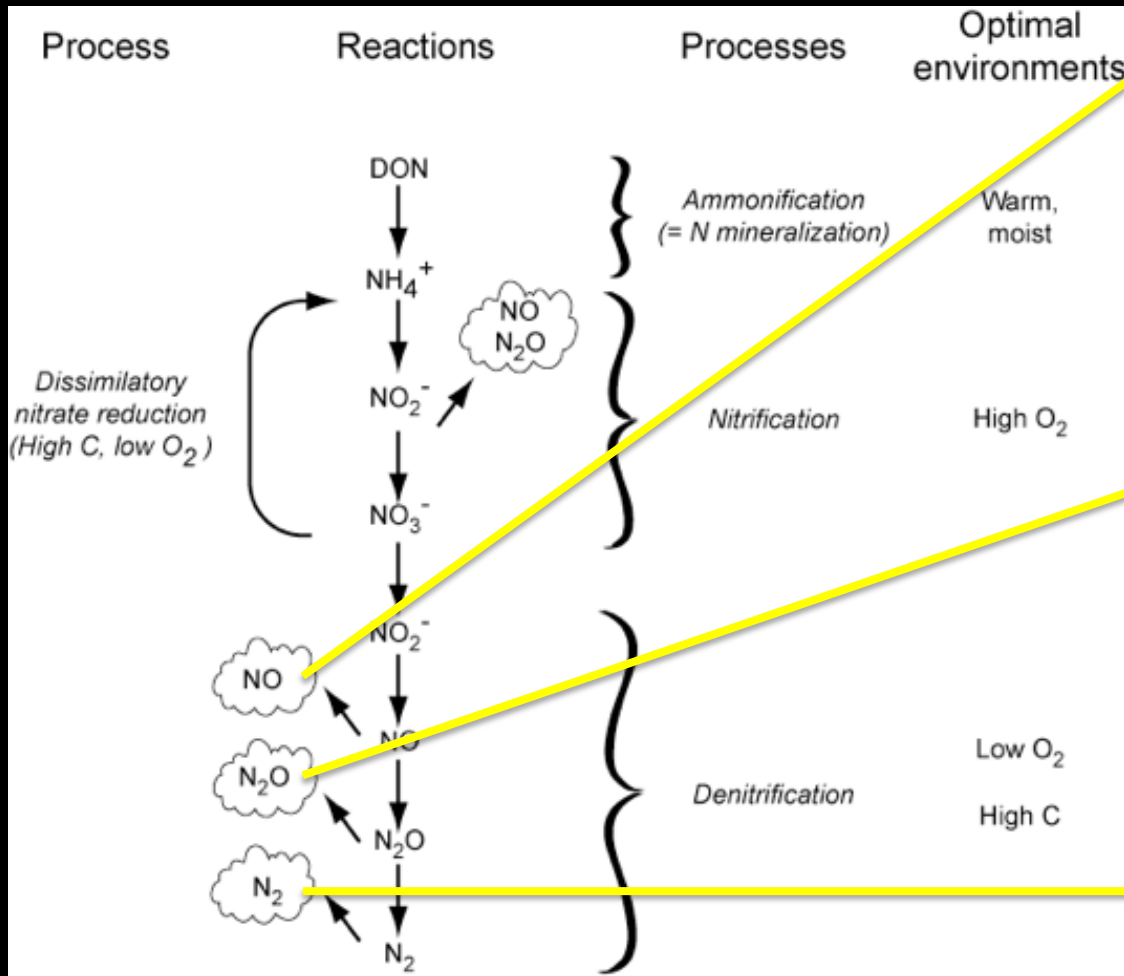 Process
Reactions
Processes
Optimal
environments
DON
Ammonification
(= N mineralization)
Warm,
moist
NH₄⁺
NO
N₂O
Dissimilatory
nitrate reduction
(High C, low O₂)
NO₂⁻
Nitrification
High O₂
NO₃⁻
NO₂⁻
NO
NO
N₂O
Denitrification
Low O₂
High C
N₂O
N₂
N₂